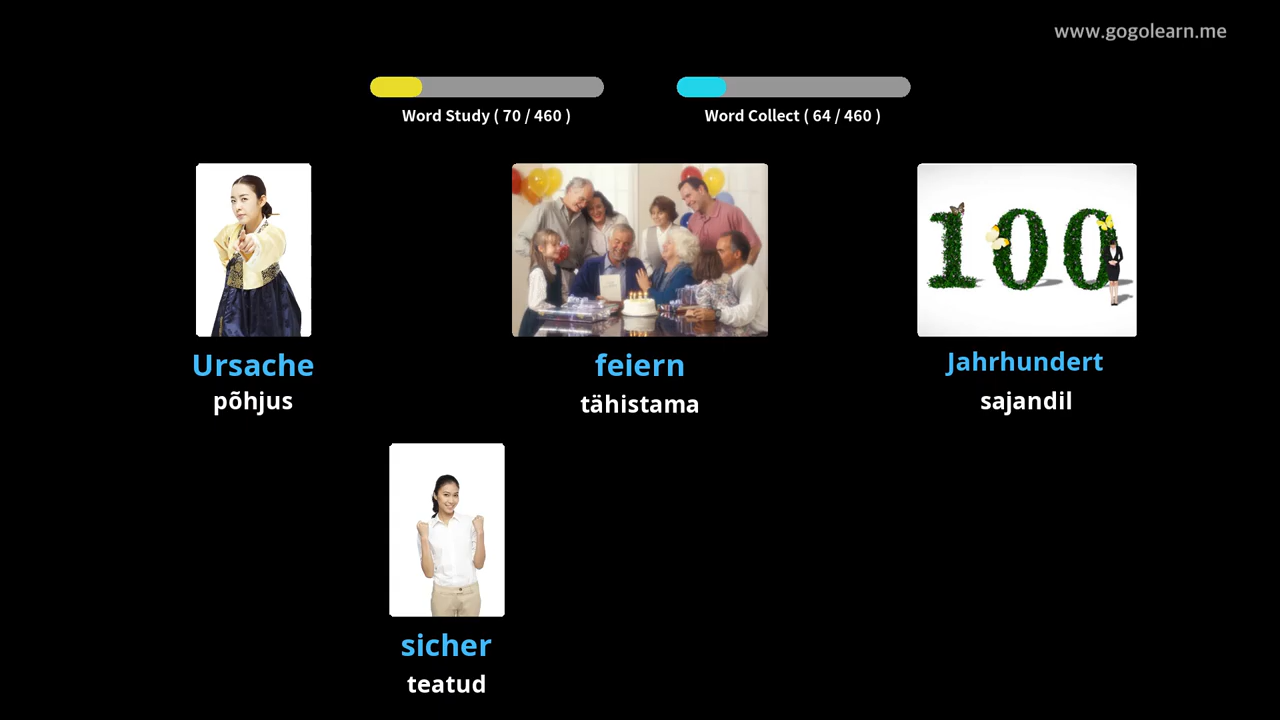 www.gogolearn.me
Word Study ( 70 / 460 )
Word Collect ( 64 / 460 )
Ursache
põhjus
feiern
tähistama
100
Jahrhundert
sajandil
sicher
teatud